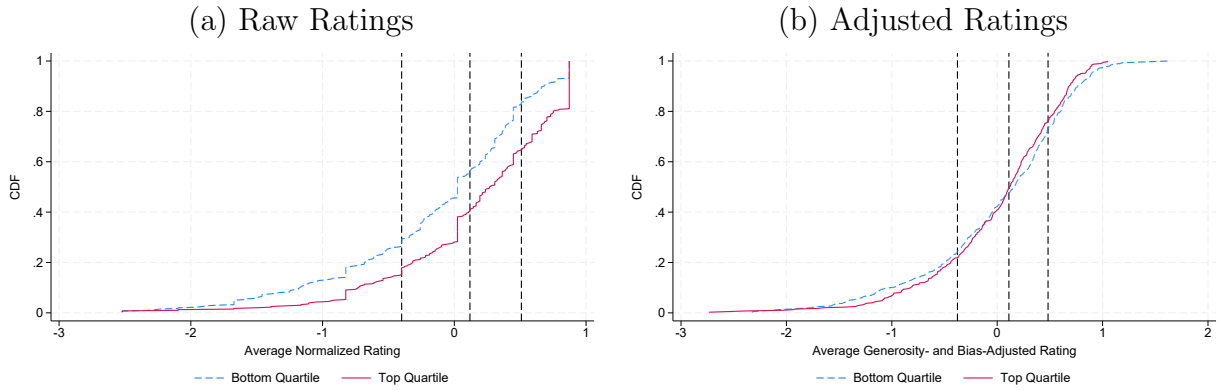 (a) Raw Ratings
1
.8
.6
.4
.2
0
CDF
-3
-2
-1
0
1
Average Normalized Rating
Bottom Quartile
Top Quartile
(b) Adjusted Ratings
1
.8
.6
.4
.2
0
CDF
-3
-2
-1
0
1
2
Average Generosity- and Bias-Adjusted Rating
Bottom Quartile
Top Quartile